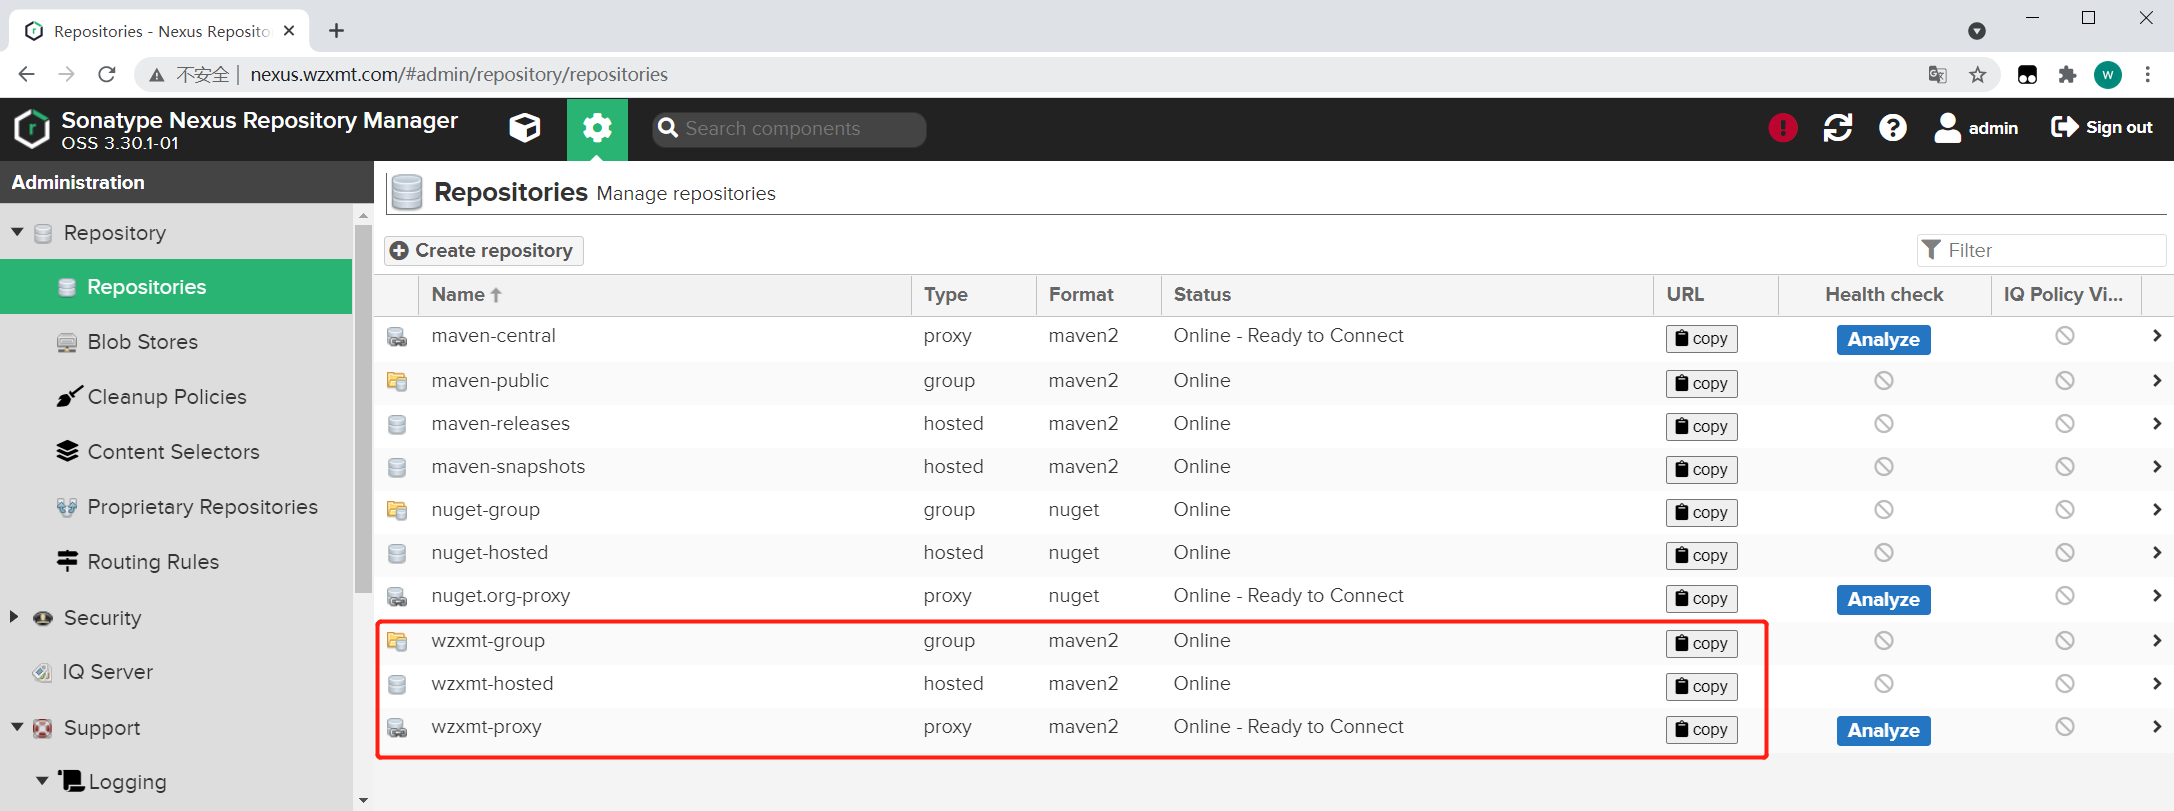 Repositories - Nexus Reposito
不安全 | nexus.wzxmt.com/#admin/repository/repositories
W
Sonatype Nexus Repository Manager
OSS 3.30.1-01
Search components
admin
Sign out
Administration
Repository
Repositories
Blob Stores
Cleanup Policies
Content Selectors
Proprietary Repositories
Routing Rules
Security
IQ Server
Support
Logging
Repositories Manage repositories
Create repository
Filter
Name Type Format Status URL Health check IQ Policy Vi...
maven-central proxy maven2 Online - Ready to Connect copy Analyze
maven-public group maven2 Online copy
maven-releases hosted maven2 Online copy
maven-snapshots hosted maven2 Online copy
nuget-group group nuget Online copy
nuget-hosted hosted nuget Online copy
nuget.org-proxy proxy nuget Online - Ready to Connect copy Analyze
wzxmt-group group maven2 Online copy
wzxmt-hosted hosted maven2 Online copy
wzxmt-proxy proxy maven2 Online - Ready to Connect copy Analyze